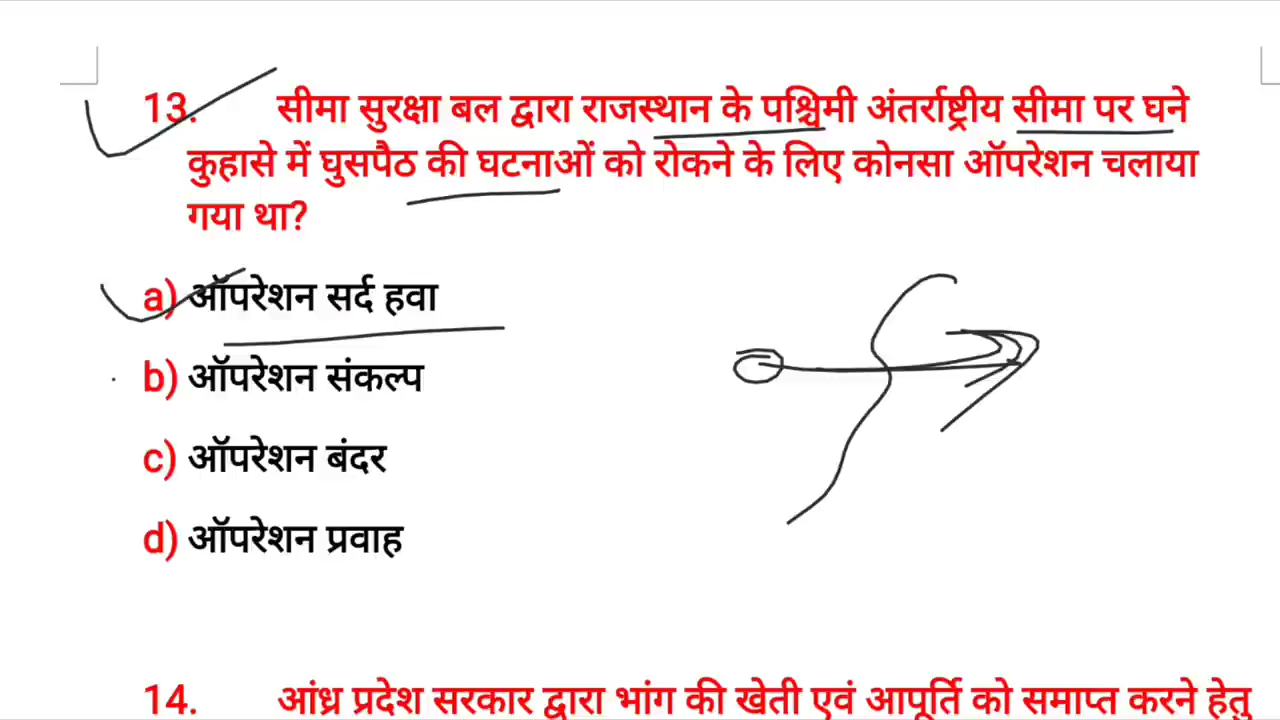 13. सीमा सुरक्षा बल द्वारा राजस्थान के पश्चिमी अंतर्राष्ट्रीय सीमा पर घने
कुहासे में घुसपैठ की घटनाओं को रोकने के लिए कोनसा ऑपरेशन चलाया
गया था?
a) ऑपरेशन सर्द हवा
b) ऑपरेशन संकल्प
c) ऑपरेशन बंदर
d) ऑपरेशन प्रवाह
14. आंध्र प्रदेश सरकार द्वारा भांग की खेती एवं आपूर्ति को समाप्त करने हेतु